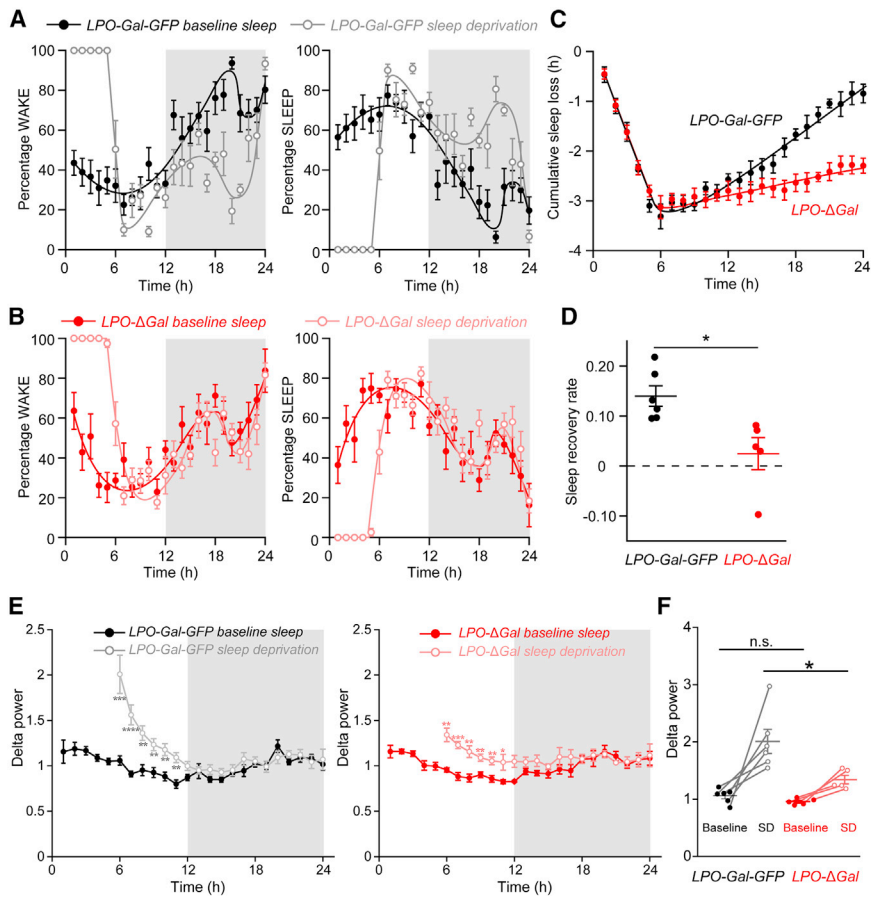 A
LPO-Gal-GFP baseline sleep
LPO-Gal-GFP sleep deprivation
Percentage WAKE
100
80
60
40
20
0
0 6 12 18 24
Time (h)
Percentage SLEEP
100
80
60
40
20
0
0 6 12 18 24
Time (h)
C
Cumulative sleep loss (h)
0
-1
-2
-3
-4
LPO-Gal-GFP
LPO-ΔGal
0 6 12 18 24
Time (h)
B
LPO-ΔGal baseline sleep
LPO-ΔGal sleep deprivation
Percentage WAKE
100
80
60
40
20
0
0 6 12 18 24
Time (h)
Percentage SLEEP
100
80
60
40
20
0
0 6 12 18 24
Time (h)
D
Sleep recovery rate
*
0.20
0.10
0
-0.10
LPO-Gal-GFP LPO-ΔGal
E
LPO-Gal-GFP baseline sleep
LPO-Gal-GFP sleep deprivation
Delta power
2.5
2
1.5
1
0.5
0
***
****
**
**
**
**
0 6 12 18 24
Time (h)
LPO-ΔGal baseline sleep
LPO-ΔGal sleep deprivation
Delta power
2.5
2
1.5
1
0.5
0
**
***
**
**
**
*
0 6 12 18 24
Time (h)
F
Delta power
4
3
2
1
0
n.s.
*
Baseline SD Baseline SD
LPO-Gal-GFP LPO-ΔGal